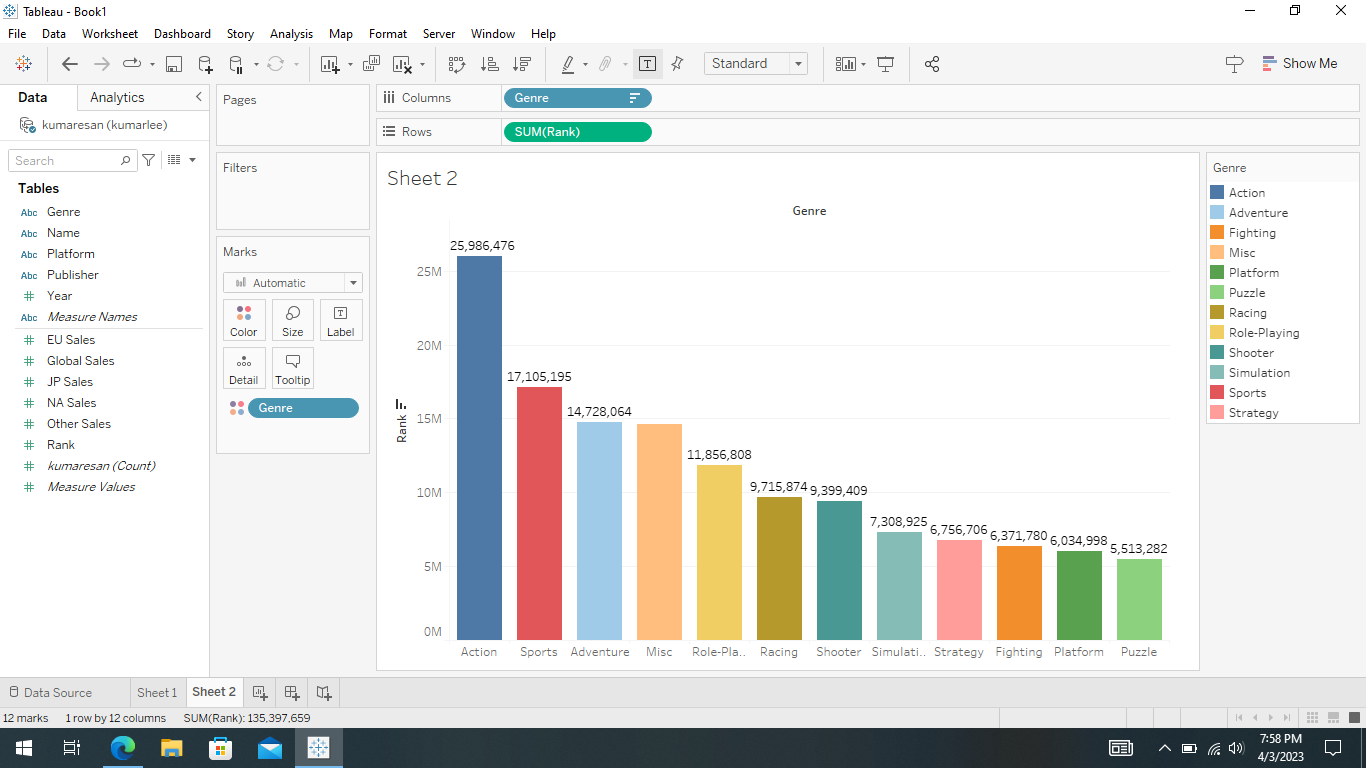 Tableau - Book1
File Data Worksheet Dashboard Story Analysis Map Format Server Window Help
Standard
Show Me
Data Analytics
kumaresan (kumarlee)
Search
Tables
Abc Genre
Abc Name
Abc Platform
Abc Publisher
# Year
Abc Measure Names
# EU Sales
# Global Sales
# JP Sales
# NA Sales
# Other Sales
# Rank
# kumaresan (Count)
# Measure Values
Pages
Filters
Marks
Automatic
Color Size Label
Detail Tooltip
Genre
Columns Genre
Rows SUM(Rank)
Sheet 2
Genre
25,986,476
17,105,195
14,728,064
11,856,808
9,715,874
9,399,409
7,308,925
6,756,706
6,371,780
6,034,998
5,513,282
25M
20M
15M
10M
5M
0M
Rank
Action Sports Adventure Misc Role-Pla.. Racing Shooter Simulati.. Strategy Fighting Platform Puzzle
Genre
Action
Adventure
Fighting
Misc
Platform
Puzzle
Racing
Role-Playing
Shooter
Simulation
Sports
Strategy
Data Source Sheet 1 Sheet 2
12 marks 1 row by 12 columns SUM(Rank): 135,397,659
7:58 PM
4/3/2023